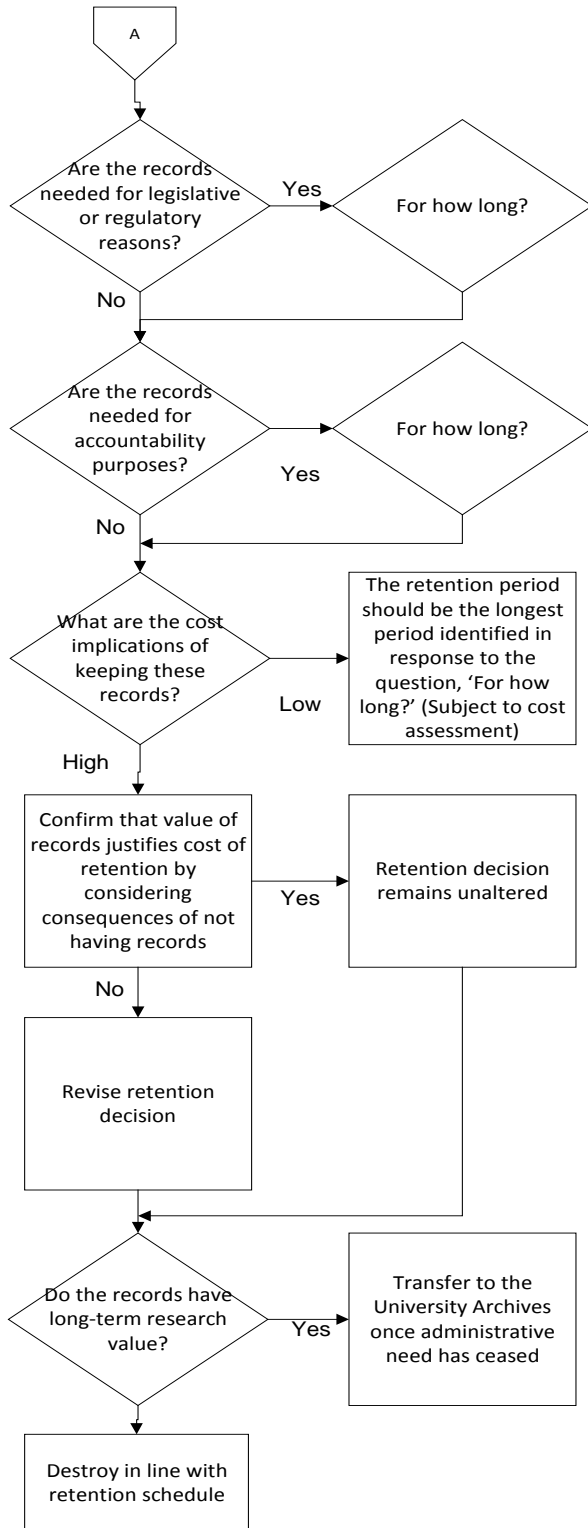 A
Are the records
needed for legislative
or regulatory
reasons?
Yes
For how long?
No
Are the records
needed for
accountability
purposes?
Yes
For how long?
No
What are the cost
implications of
keeping these
records?
Low
The retention period
should be the longest
period identified in
response to the
question, ‘For how
long?’ (Subject to cost
assessment)
High
Confirm that value of
records justifies cost of
retention by
considering
consequences of not
having records
Yes
Retention decision
remains unaltered
No
Revise retention
decision
Do the records have
long-term research
value?
Yes
Transfer to the
University Archives
once administrative
need has ceased
Destroy in line with
retention schedule